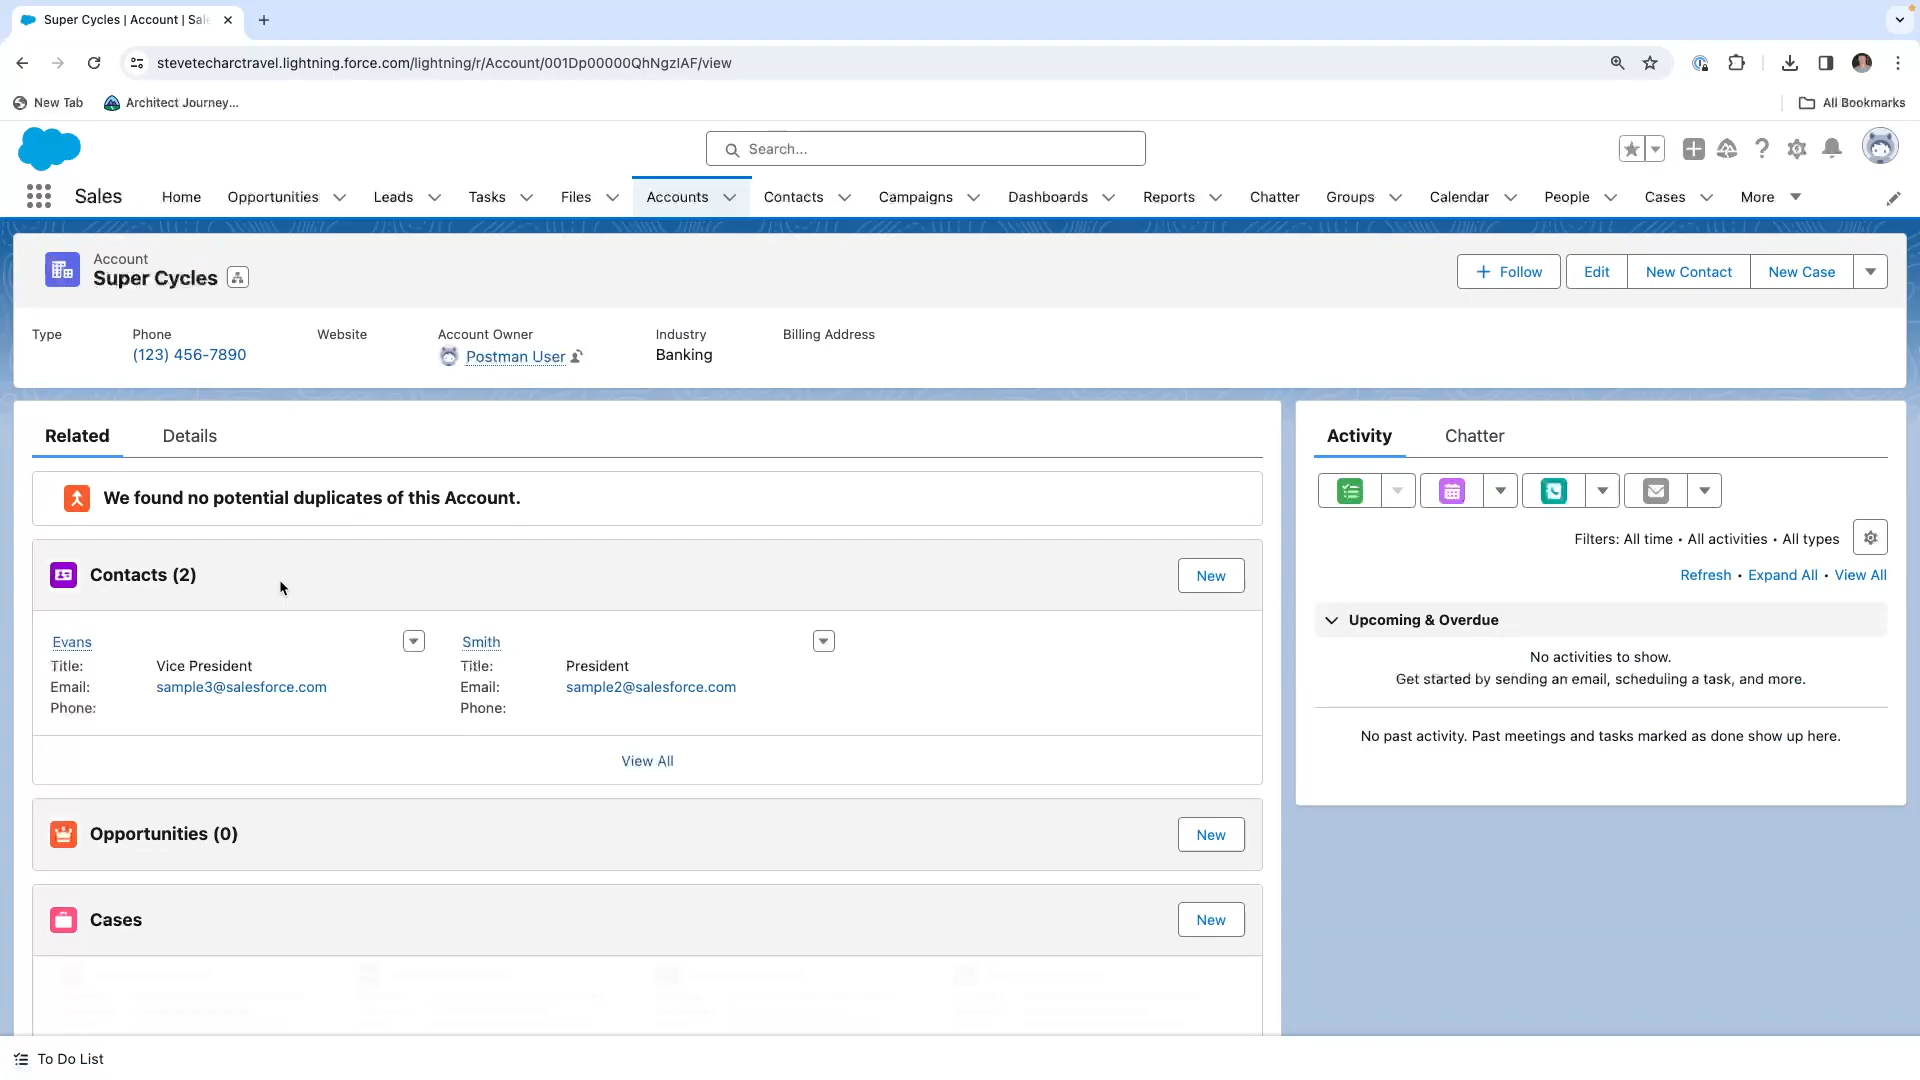 Super Cycles | Account | Sale
stevetecharctravel.lightning.force.com/lightning/r/Account/001Dp00000QhNgzIAF/view
New Tab
Architect Journey...
All Bookmarks
Search...
Sales
Home
Opportunities
Leads
Tasks
Files
Accounts
Contacts
Campaigns
Dashboards
Reports
Chatter
Groups
Calendar
People
Cases
More
Account
Super Cycles
Follow
Edit
New Contact
New Case
Type
Phone
(123) 456-7890
Website
Account Owner
Postman User
Industry
Banking
Billing Address
Related
Details
We found no potential duplicates of this Account.
Contacts (2)
New
Evans
Title: Vice President
Email: sample3@salesforce.com
Phone:
Smith
Title: President
Email: sample2@salesforce.com
Phone:
View All
Opportunities (0)
New
Cases
New
Activity
Chatter
Filters: All time • All activities • All types
Refresh • Expand All • View All
Upcoming & Overdue
No activities to show.
Get started by sending an email, scheduling a task, and more.
No past activity. Past meetings and tasks marked as done show up here.
To Do List